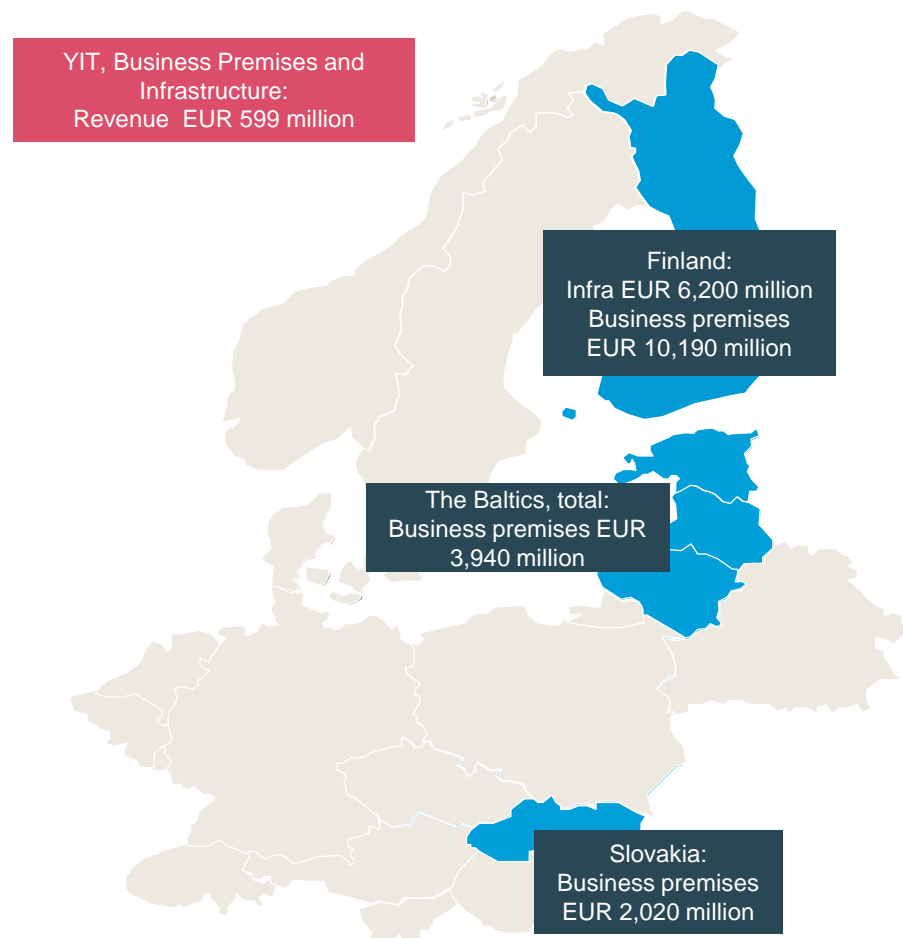 YIT, Business Premises and
Infrastructure:
Revenue EUR 599 million
Finland:
Infra EUR 6,200 million
Business premises
EUR 10,190 million
The Baltics, total:
Business premises EUR
3,940 million
Slovakia:
Business premises
EUR 2,020 million